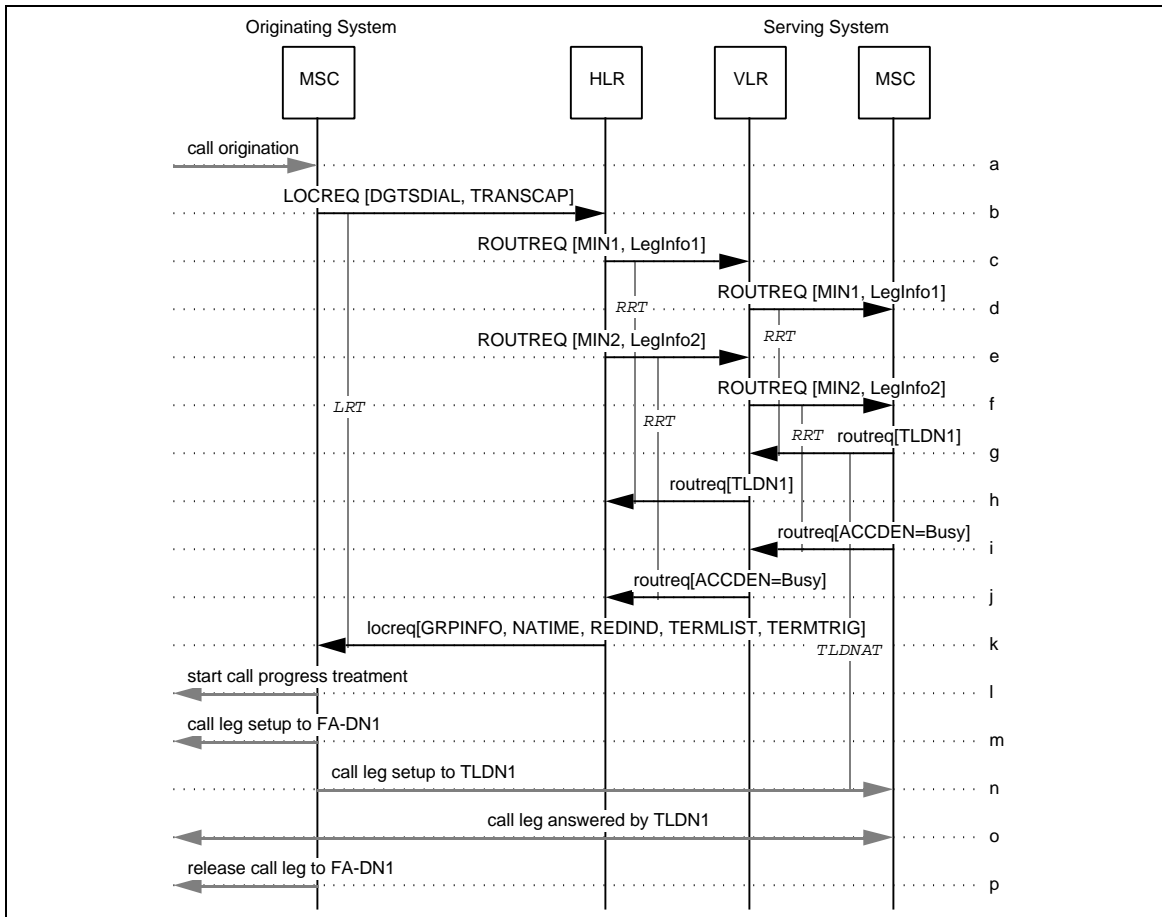 Originating System
Serving System
MSC
HLR
VLR
MSC
call origination
a
LOCREQ [DGTSDIAL, TRANSCAP]
b
ROUTREQ [MIN1, LegInfo1]
c
ROUTREQ [MIN1, LegInfo1]
d
RRT
RRT
ROUTREQ [MIN2, LegInfo2]
e
ROUTREQ [MIN2, LegInfo2]
f
LRT
RRT
RRT
routreq[TLDN1]
g
routreq[TLDN1]
h
routreq[ACCDEN=Busy]
i
routreq[ACCDEN=Busy]
j
locreq[GRPINFO, NATIME, REDIND, TERMLIST, TERMTRIG]
k
TLDNAT
start call progress treatment
l
call leg setup to FA-DN1
m
call leg setup to TLDN1
n
call leg answered by TLDN1
o
release call leg to FA-DN1
p